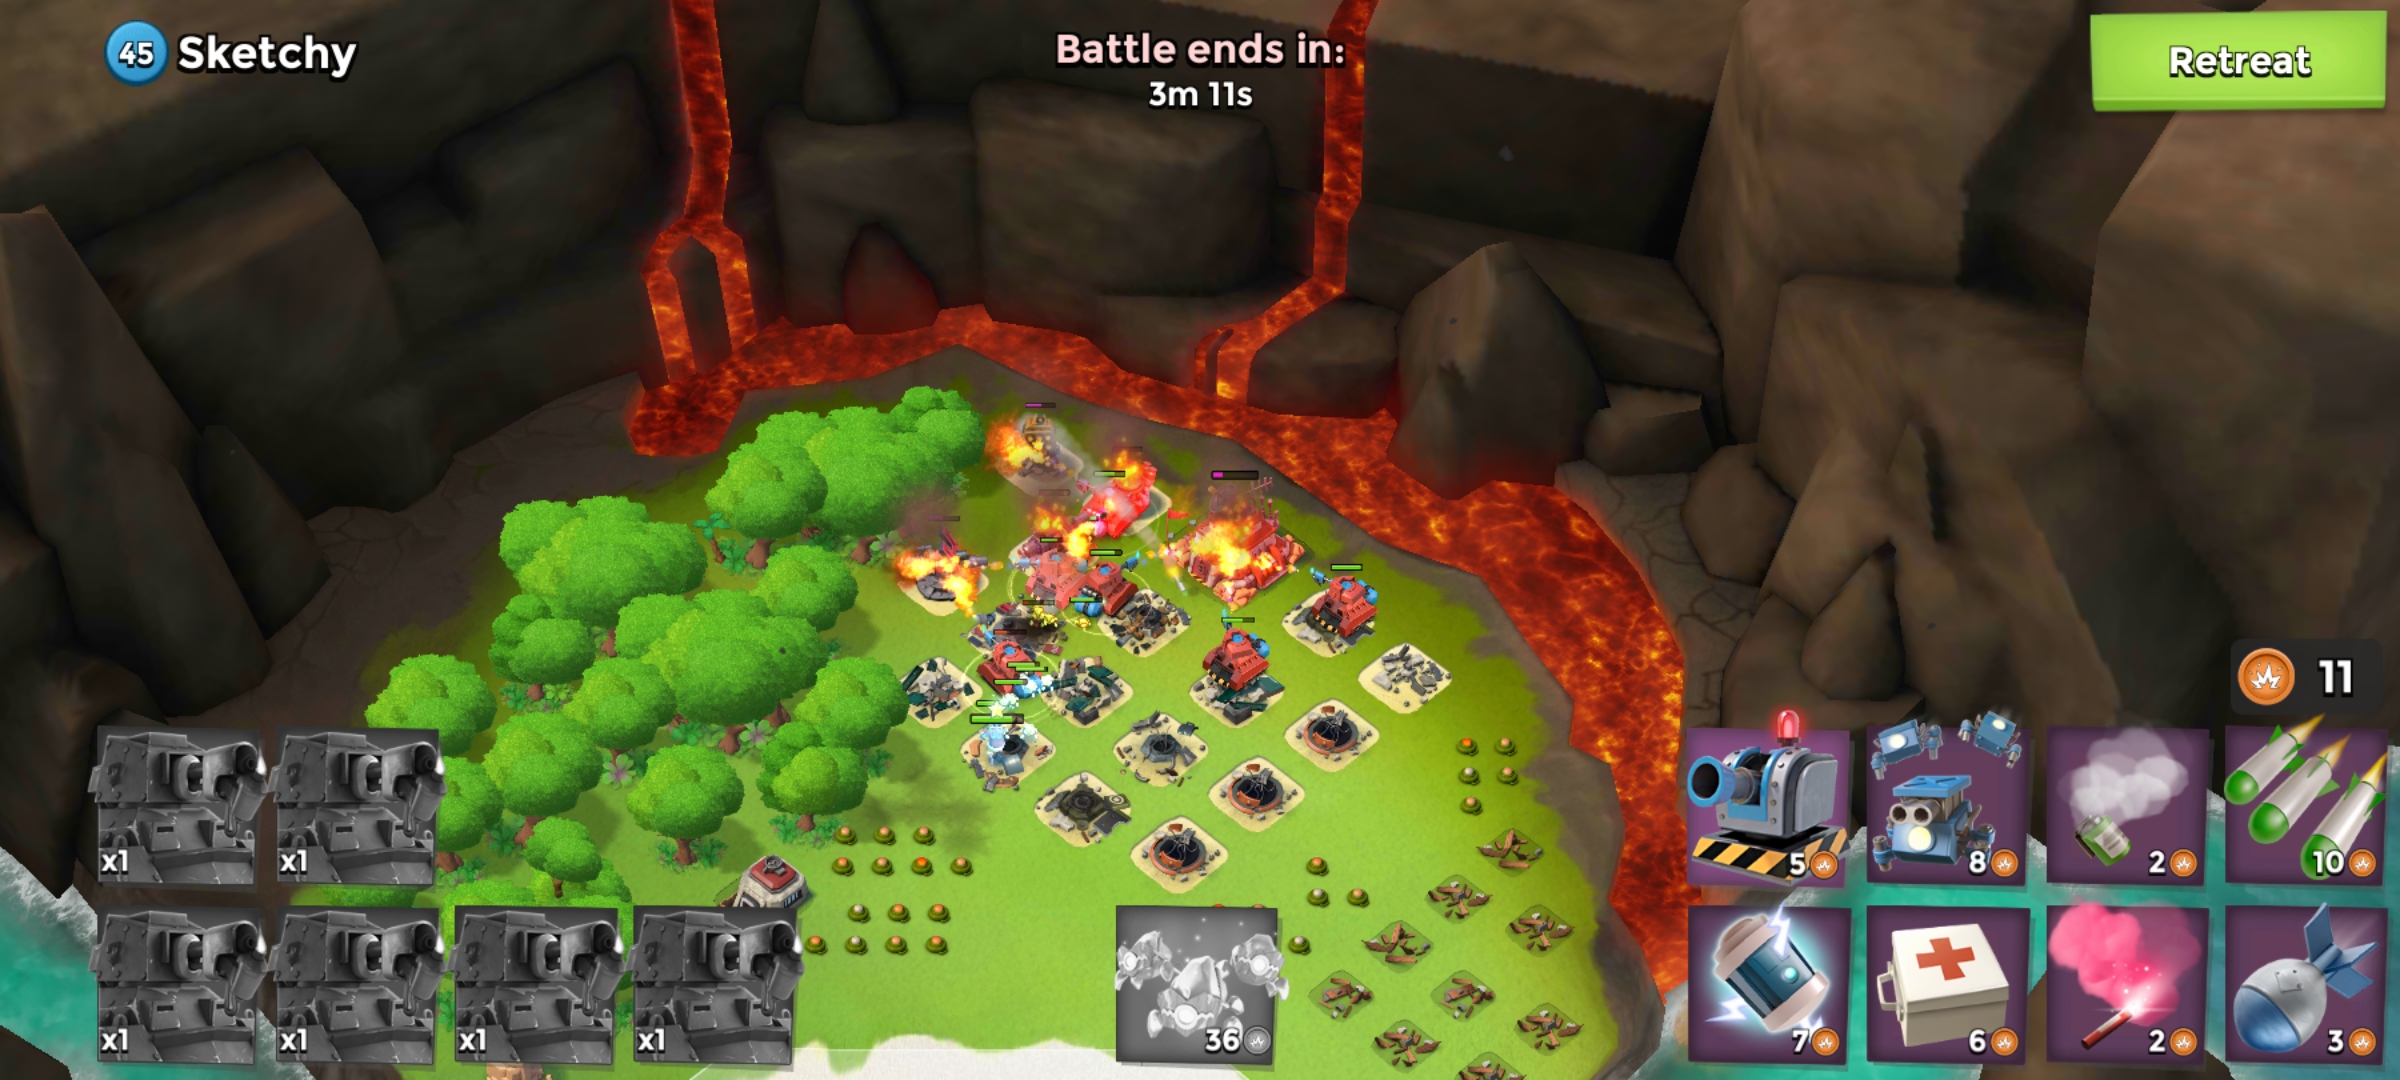 45 Sketchy
Battle ends in:
3m 11s
Retreat
11
x1 x1
5 8 2 10
x1 x1 x1 x1
36
7 6 2 3